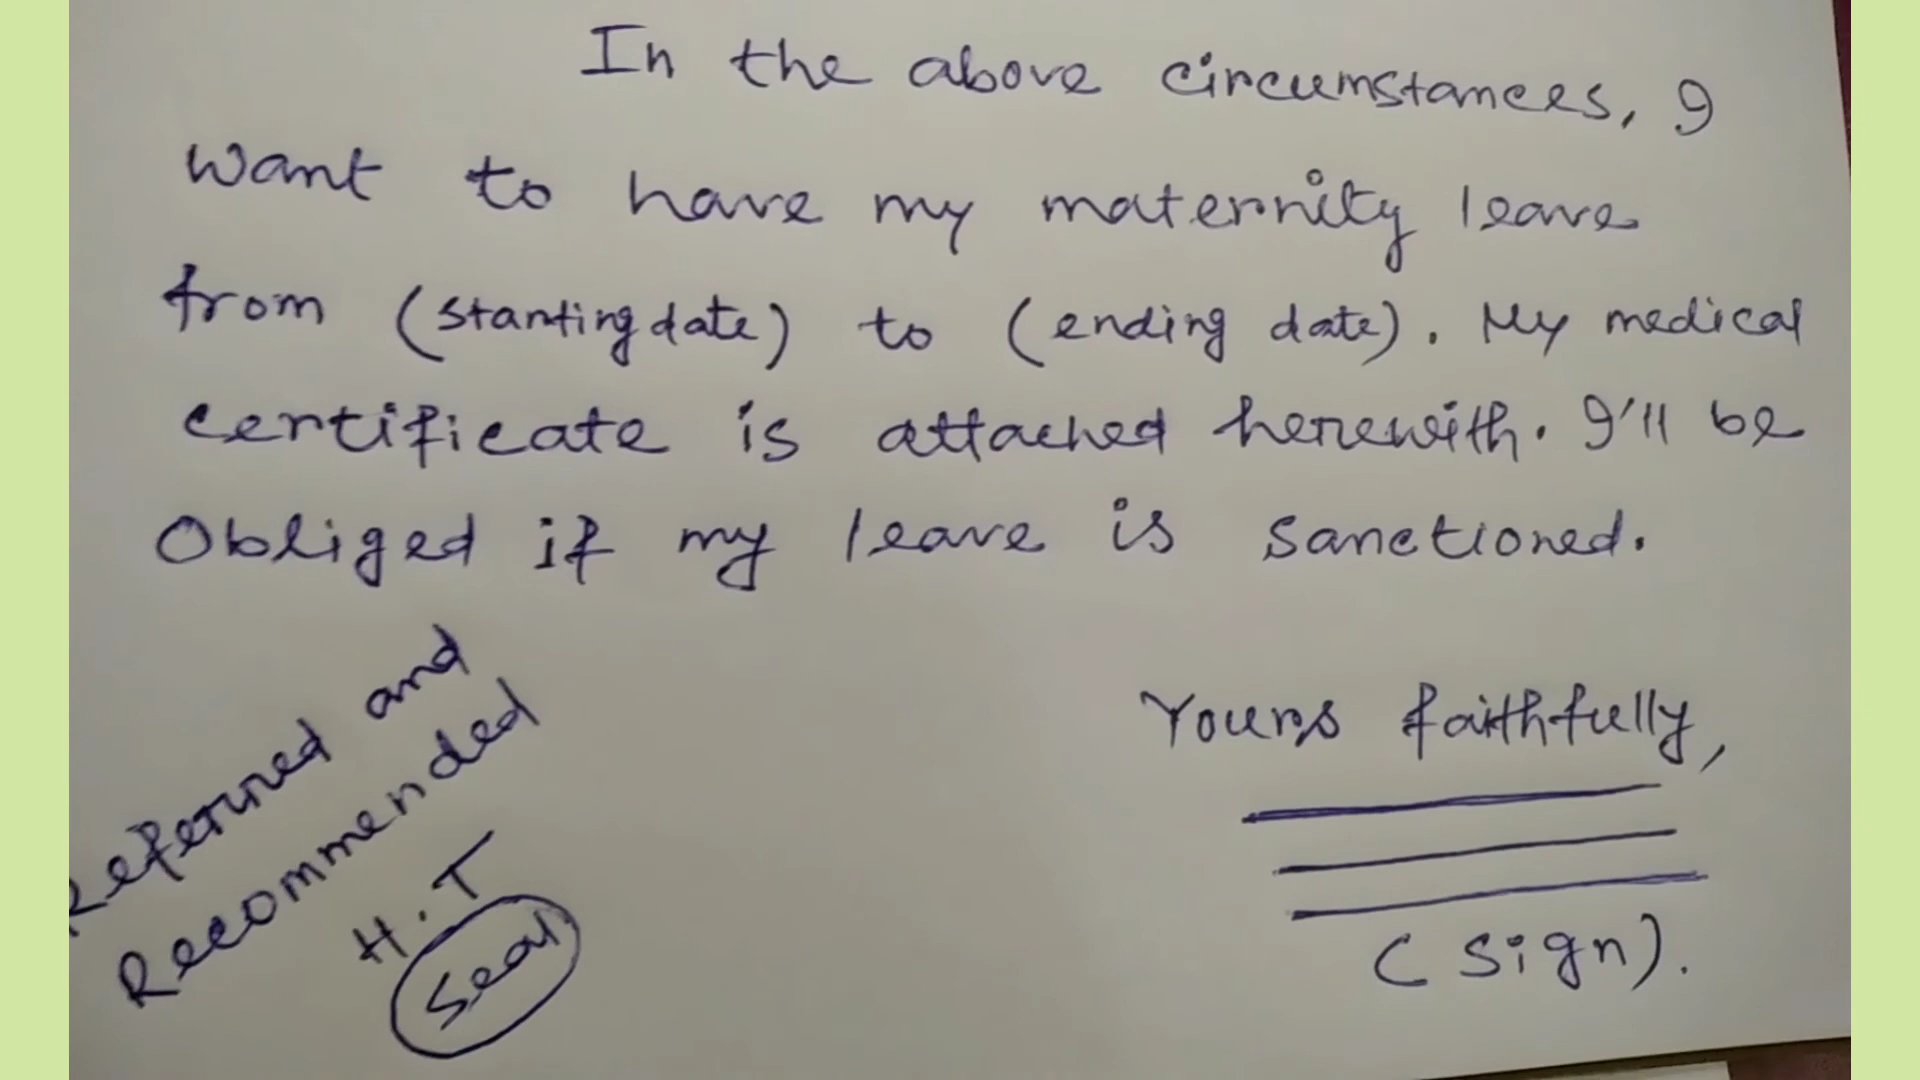 In the above circumstances, I
want to have my maternity leave
from (starting date) to (ending date). My medical
certificate is attached herewith. I'll be
Obliged if my leave is sanctioned.
Yours faithfully,
(Sign).
Referred and
Recommended
H.T
Seal